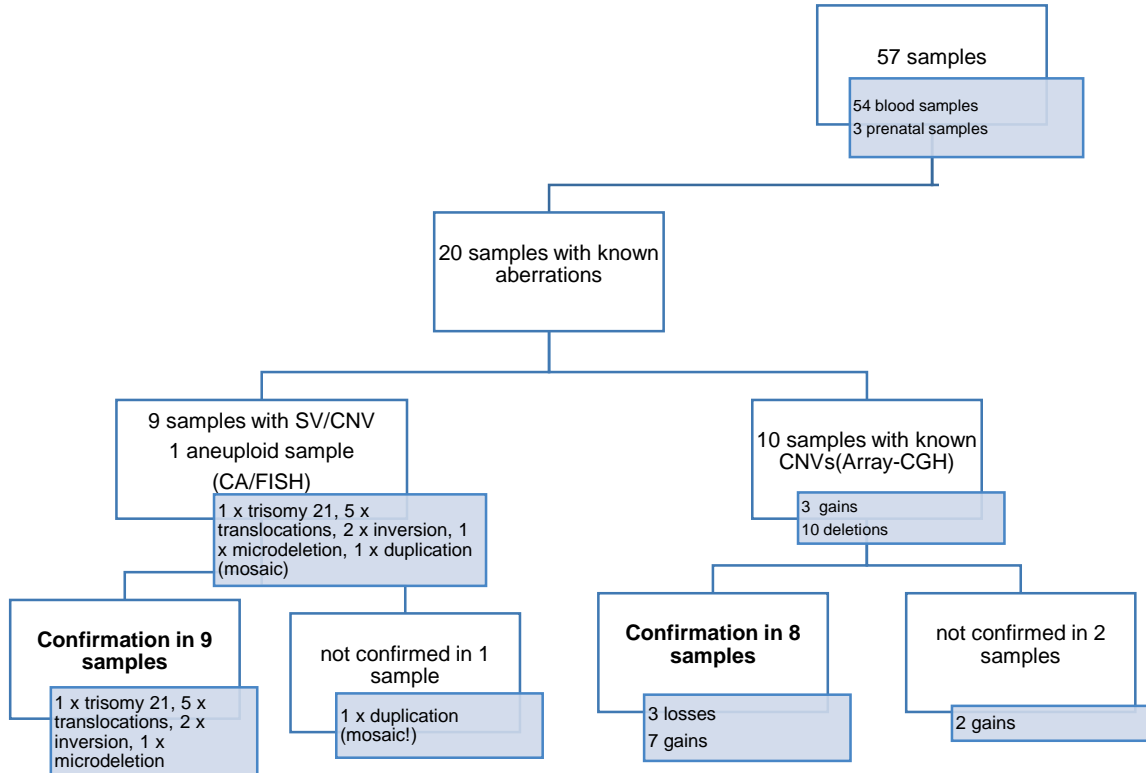 57 samples
54 blood samples
3 prenatal samples
20 samples with known
aberrations
9 samples with SV/CNV
1 aneuploid sample
(CA/FISH)
1 x trisomy 21, 5 x
translocations, 2 x inversion, 1
x microdeletion, 1 x duplication
(mosaic)
10 samples with known
CNVs(Array-CGH)
3 gains
10 deletions
Confirmation in 9
samples
1 x trisomy 21, 5 x
translocations, 2 x
inversion, 1 x
microdeletion
not confirmed in 1
sample
1 x duplication
(mosaic!)
Confirmation in 8
samples
3 losses
7 gains
not confirmed in 2
samples
2 gains